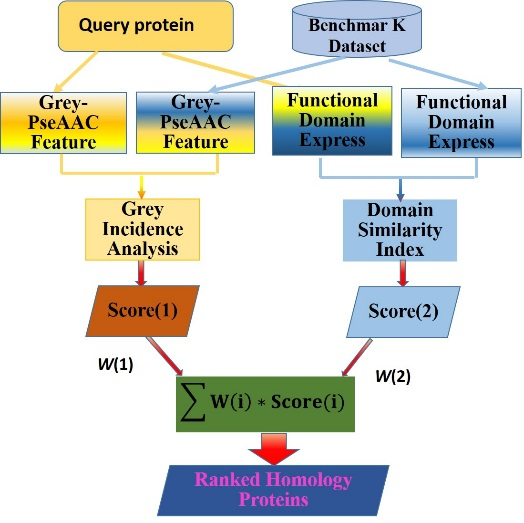 Query protein
Benchmar K
Dataset
Grey-
PseAAC
Feature
Grey-
PseAAC
Feature
Functional
Domain
Express
Functional
Domain
Express
Grey
Incidence
Analysis
Domain
Similarity
Index
Score(1)
Score(2)
W(1)
W(2)
∑ W(i) ∗ Score(i)
Ranked Homology
Proteins